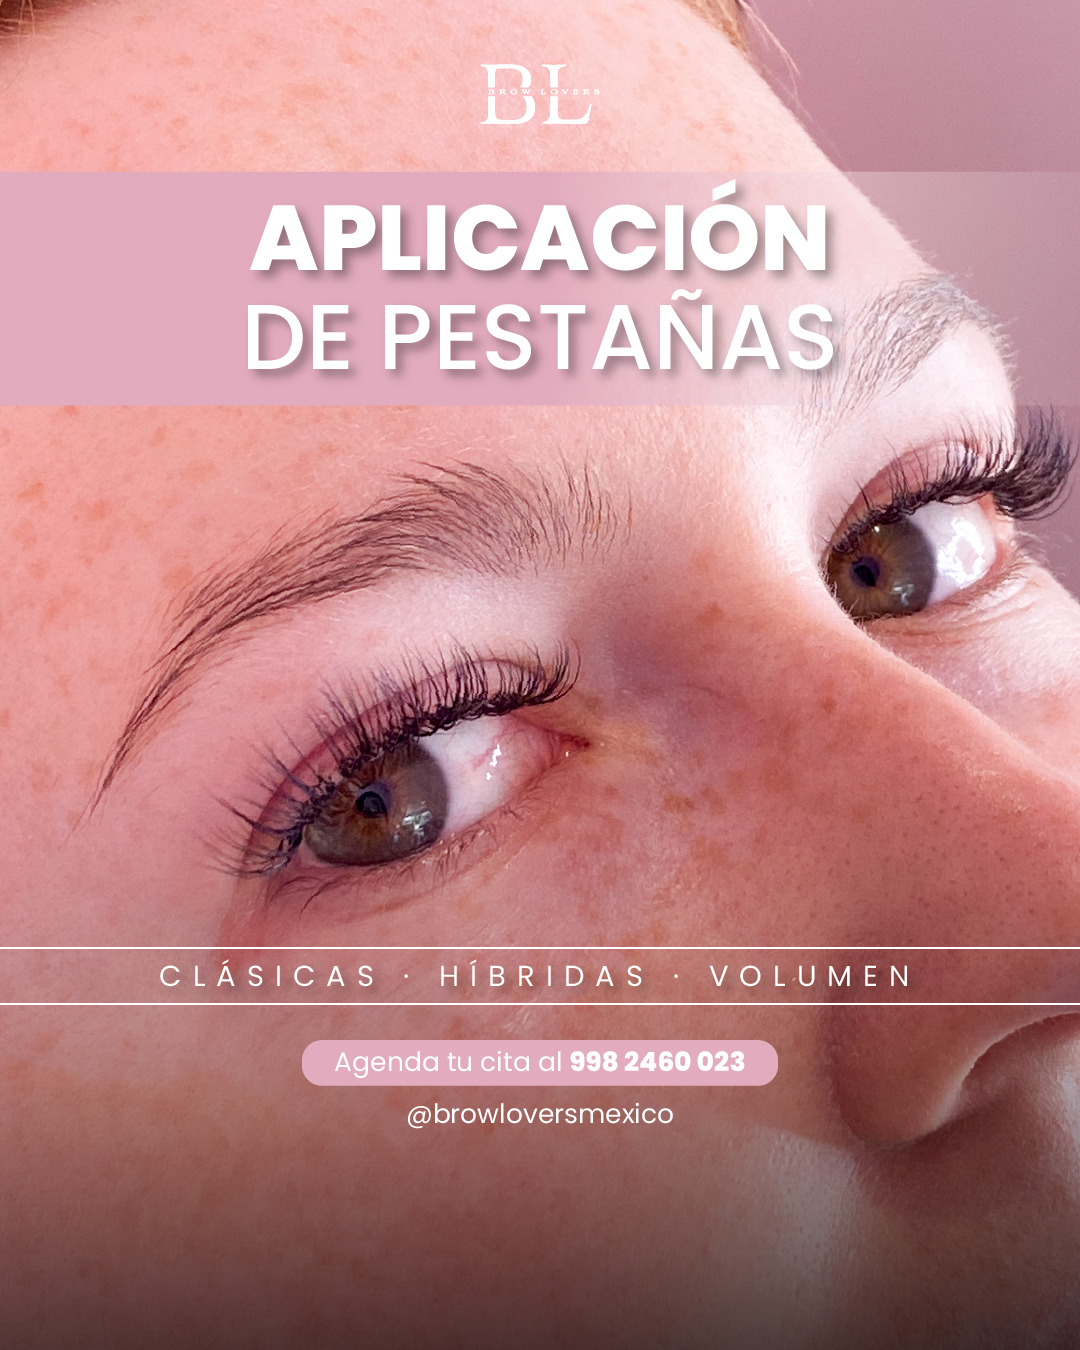 BL
BROW LOVERS
APLICACIÓN
DE PESTAÑAS
CLÁSICAS · HÍBRIDAS · VOLUMEN
Agenda tu cita al 998 2460 023
@browloversmexico